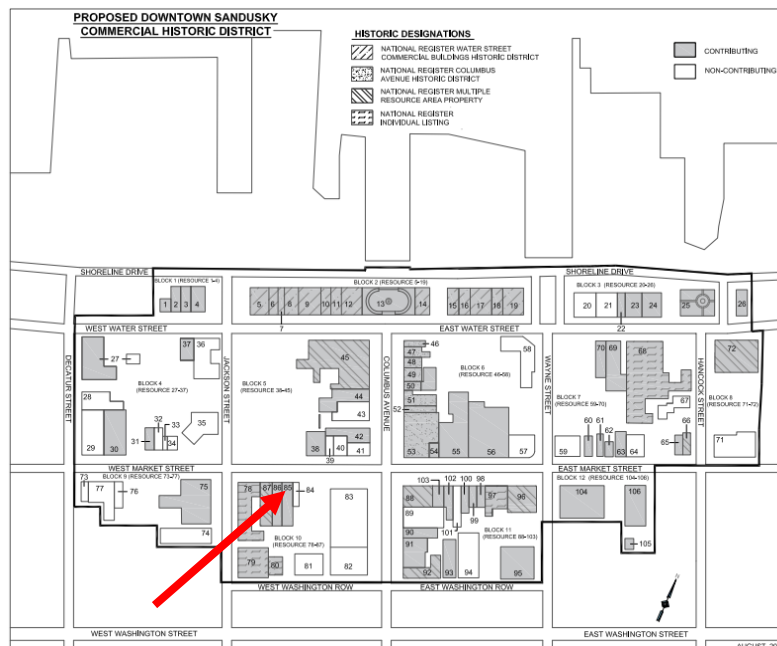 PROPOSED DOWNTOWN SANDUSKY
COMMERCIAL HISTORIC DISTRICT
HISTORIC DESIGNATIONS
NATIONAL REGISTER WATER STREET
COMMERCIAL BUILDINGS HISTORIC DISTRICT
NATIONAL REGISTER COLUMBUS
AVENUE HISTORIC DISTRICT
NATIONAL REGISTER MULTIPLE
RESOURCE AREA PROPERTY
NATIONAL REGISTER
INDIVIDUAL LISTING
CONTRIBUTING
NON-CONTRIBUTING
SHORELINE DRIVE
SHORELINE DRIVE
BLOCK 1 (RESOURCE 1-4)
1 2 3 4
BLOCK 2 (RESOURCE 5-19)
5 6 8 9 10 11 12 13 14 15 16 17 18 19
7
BLOCK 3 (RESOURCE 20-26)
20 21 23 24 25 26
22
WEST WATER STREET
EAST WATER STREET
DECATUR STREET
JACKSON STREET
COLUMBUS AVENUE
WAYNE STREET
HANCOCK STREET
27 37 36
BLOCK 4
(RESOURCE 27-37)
28
29 30 31 32 33 34 35
BLOCK 5
(RESOURCE 38-45)
45
44
43
42
38 39 40 41
46
47
48
49
50
51
52
53 54 55 56 57
58
BLOCK 6
(RESOURCE 46-58)
70 69 68
67
BLOCK 7
(RESOURCE 59-70)
59 60 61 62 63 64 65 66
72
BLOCK 8
(RESOURCE 71-72)
71
WEST MARKET STREET
EAST MARKET STREET
BLOCK 9 (RESOURCE 73-77)
73 77 76 75
74
78 87 86 85 84 83
BLOCK 10
(RESOURCE 78-87)
79 80 81 82
103 102 100 98
88 97 96
89 101 99
90
91
92 93 94 95
BLOCK 11
(RESOURCE 88-103)
BLOCK 12 (RESOURCE 104-106)
104 106
105
WEST WASHINGTON ROW
EAST WASHINGTON ROW
N
WEST WASHINGTON STREET
EAST WASHINGTON STREET